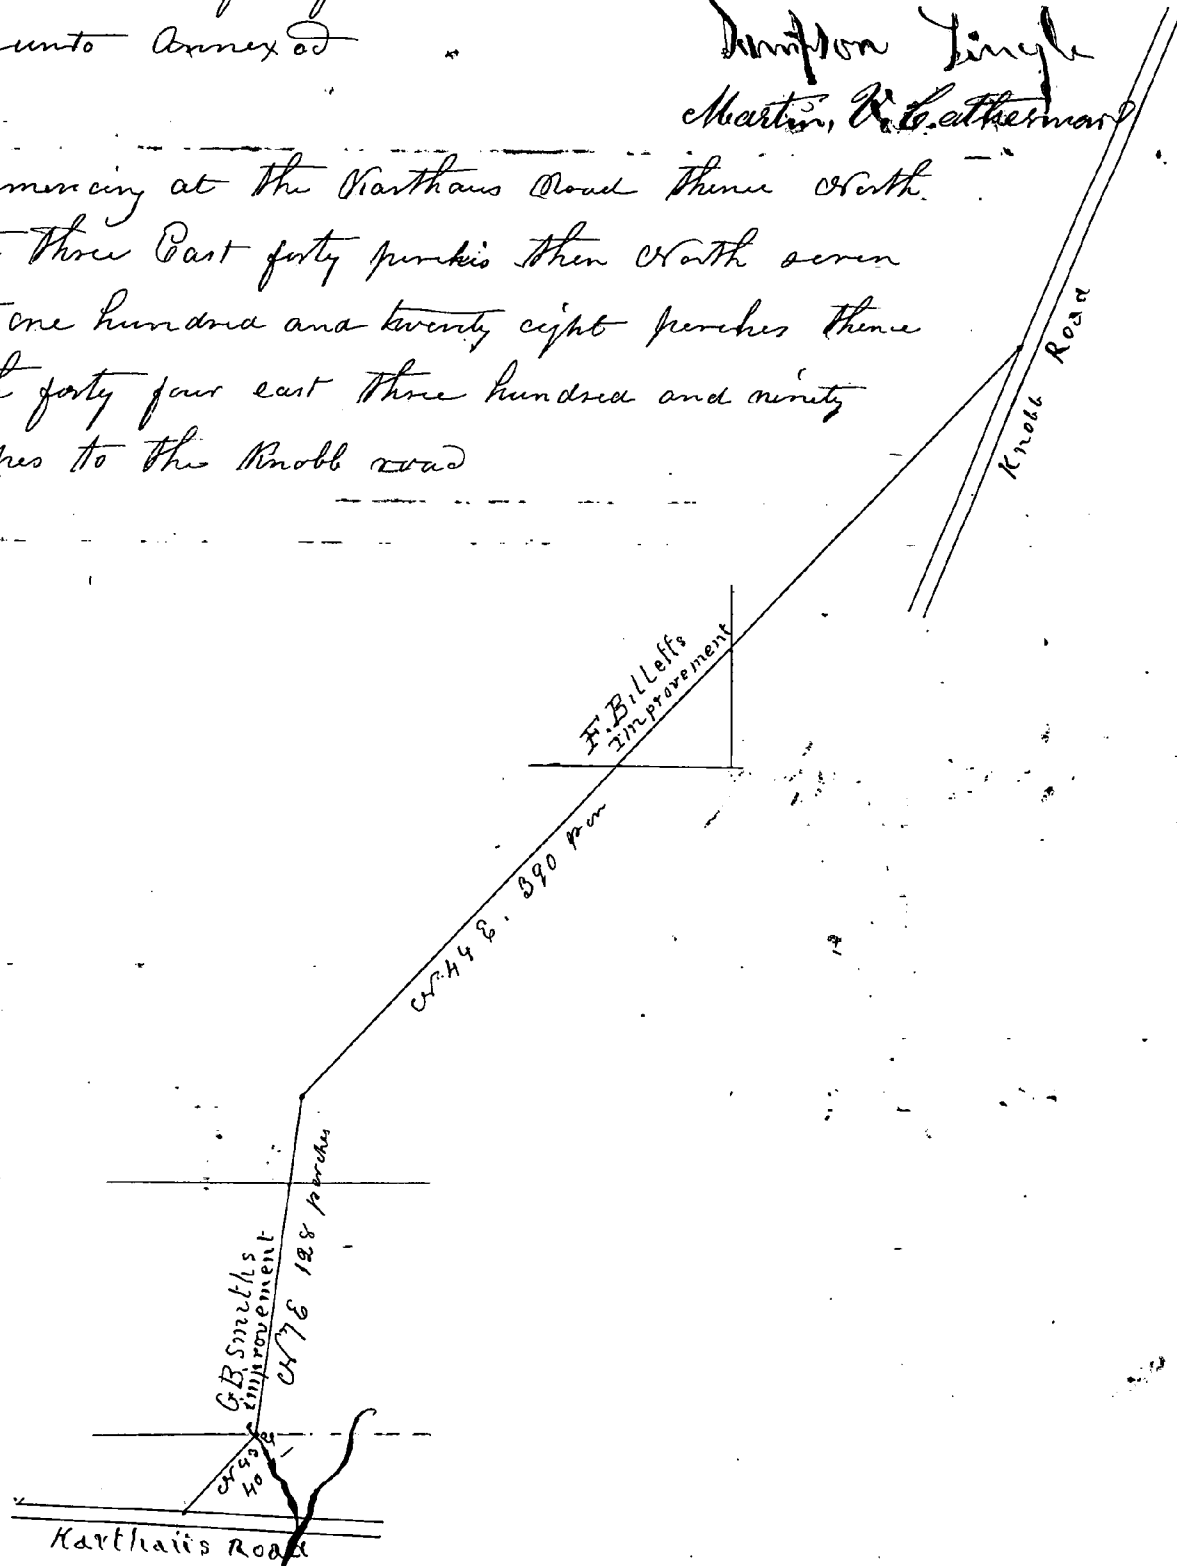 unto Annexed
Sampson Lingle
Martin, K. Catherman
mencing at the Karthaus Road thence North
three East forty perches then North seven
one hundred and twenty eight perches thence
forty four east three hundred and ninety
hes to the Knobb road
Knobb Road
F. Billetts
improvement
N 44 E. 390 per
N 7 E 128 perches
G B. Smiths
improvement
N 43 E
40
Karthaus Road